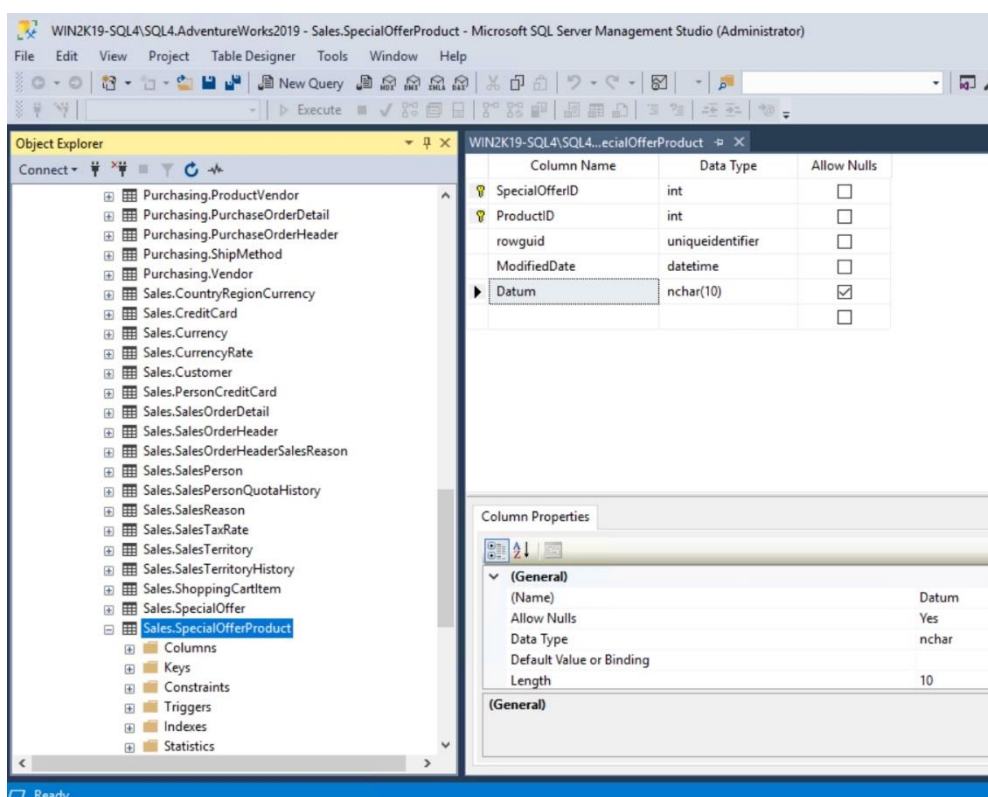 WIN2K19-SQL4\SQL4.AdventureWorks2019 - Sales.SpecialOfferProduct - Microsoft SQL Server Management Studio (Administrator)
File Edit View Project Table Designer Tools Window Help
New Query
Execute
Object Explorer
Connect
Purchasing.ProductVendor
Purchasing.PurchaseOrderDetail
Purchasing.PurchaseOrderHeader
Purchasing.ShipMethod
Purchasing.Vendor
Sales.CountryRegionCurrency
Sales.CreditCard
Sales.Currency
Sales.CurrencyRate
Sales.Customer
Sales.PersonCreditCard
Sales.SalesOrderDetail
Sales.SalesOrderHeader
Sales.SalesOrderHeaderSalesReason
Sales.SalesPerson
Sales.SalesPersonQuotaHistory
Sales.SalesReason
Sales.SalesTaxRate
Sales.SalesTerritory
Sales.SalesTerritoryHistory
Sales.ShoppingCartItem
Sales.SpecialOffer
Sales.SpecialOfferProduct
Columns
Keys
Constraints
Triggers
Indexes
Statistics
WIN2K19-SQL4\SQL4...ecialOfferProduct
Column Name Data Type Allow Nulls
SpecialOfferID int
ProductID int
rowguid uniqueidentifier
ModifiedDate datetime
Datum nchar(10)
Column Properties
(General)
(Name) Datum
Allow Nulls Yes
Data Type nchar
Default Value or Binding
Length 10
(General)
Ready